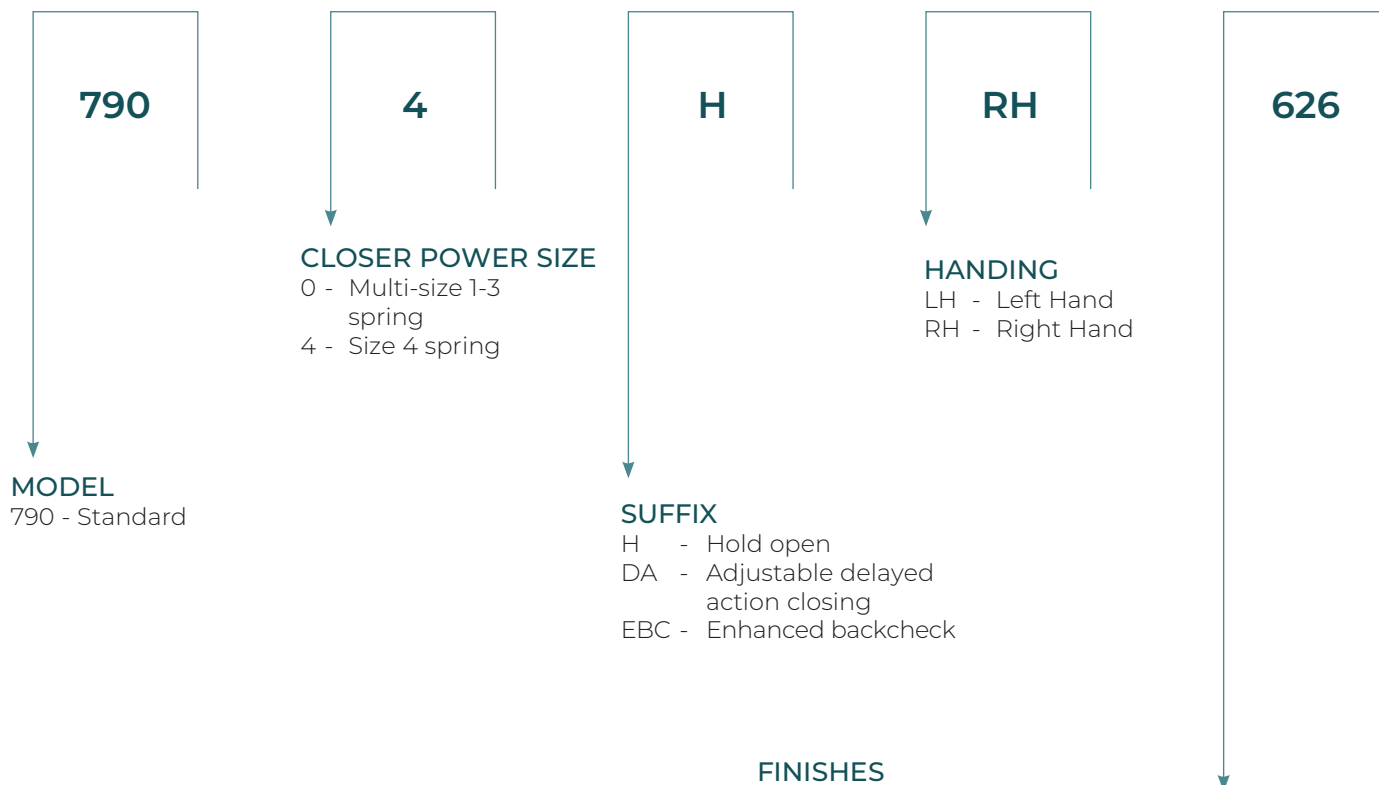 790 4 H RH 626
CLOSER POWER SIZE
0 - Multi-size 1-3
spring
4 - Size 4 spring
HANDING
LH - Left Hand
RH - Right Hand
MODEL
790 - Standard
SUFFIX
H - Hold open
DA - Adjustable delayed
action closing
EBC - Enhanced backcheck
FINISHES